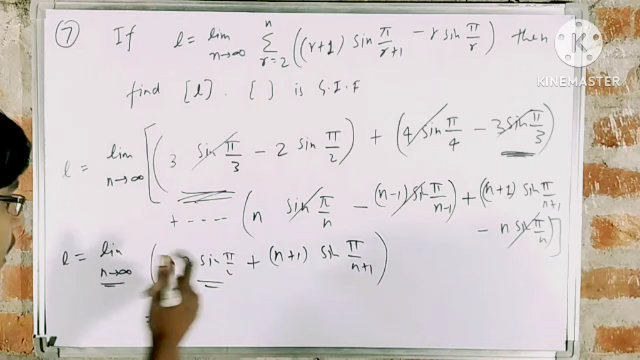 ⑦ If l = lim n→∞ Σ r=2 n ((r+1) sin π/r+1 − r sin π/r) then
find [l] . [ ] is G.I.F
KINEMASTER
l = lim n→∞ [(3 sin π/3 − 2 sin π/2) + (4 sin π/4 − 3 sin π/3)
+ ---- (n sin π/n − (n−1) sin π/n−1) + ((n+1) sin π/n+1
− n sin π/n)]
l = lim n→∞ ( sin π/2 + (n+1) sin π/n+1)